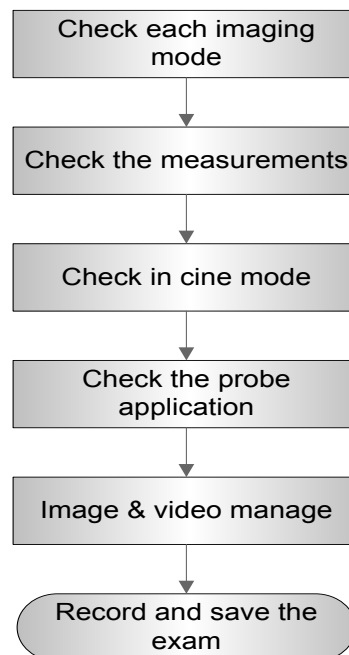 Check each imaging
mode
Check the measurements
Check in cine mode
Check the probe
application
Image & video manage
Record and save the
exam